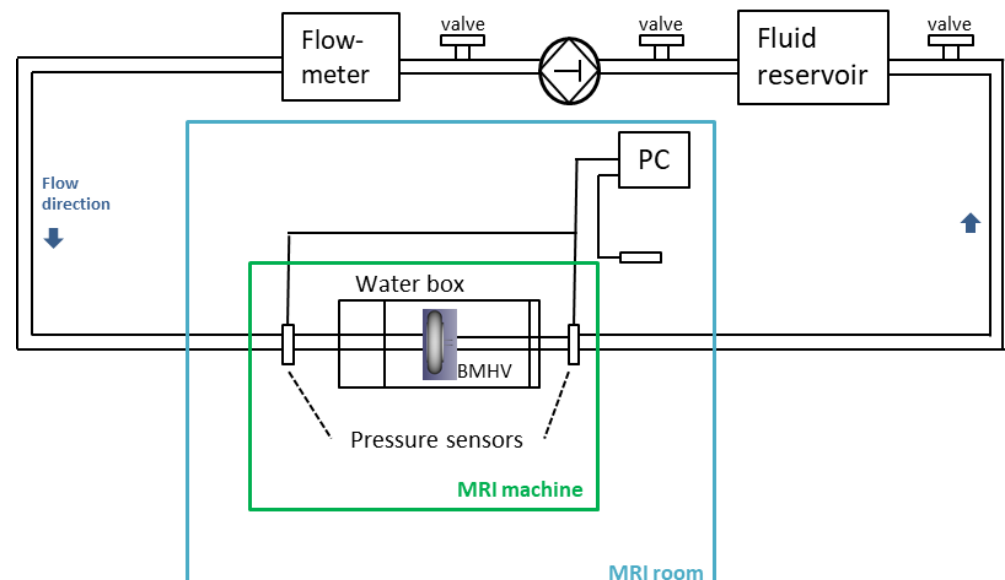 valve
valve
valve
Flow-
meter
Fluid
reservoir
PC
Flow
direction
Water box
BMHV
Pressure sensors
MRI machine
MRI room